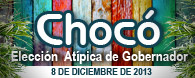 Chocó
Elección Atípica de Gobernador
8 DE DICIEMBRE DE 2013